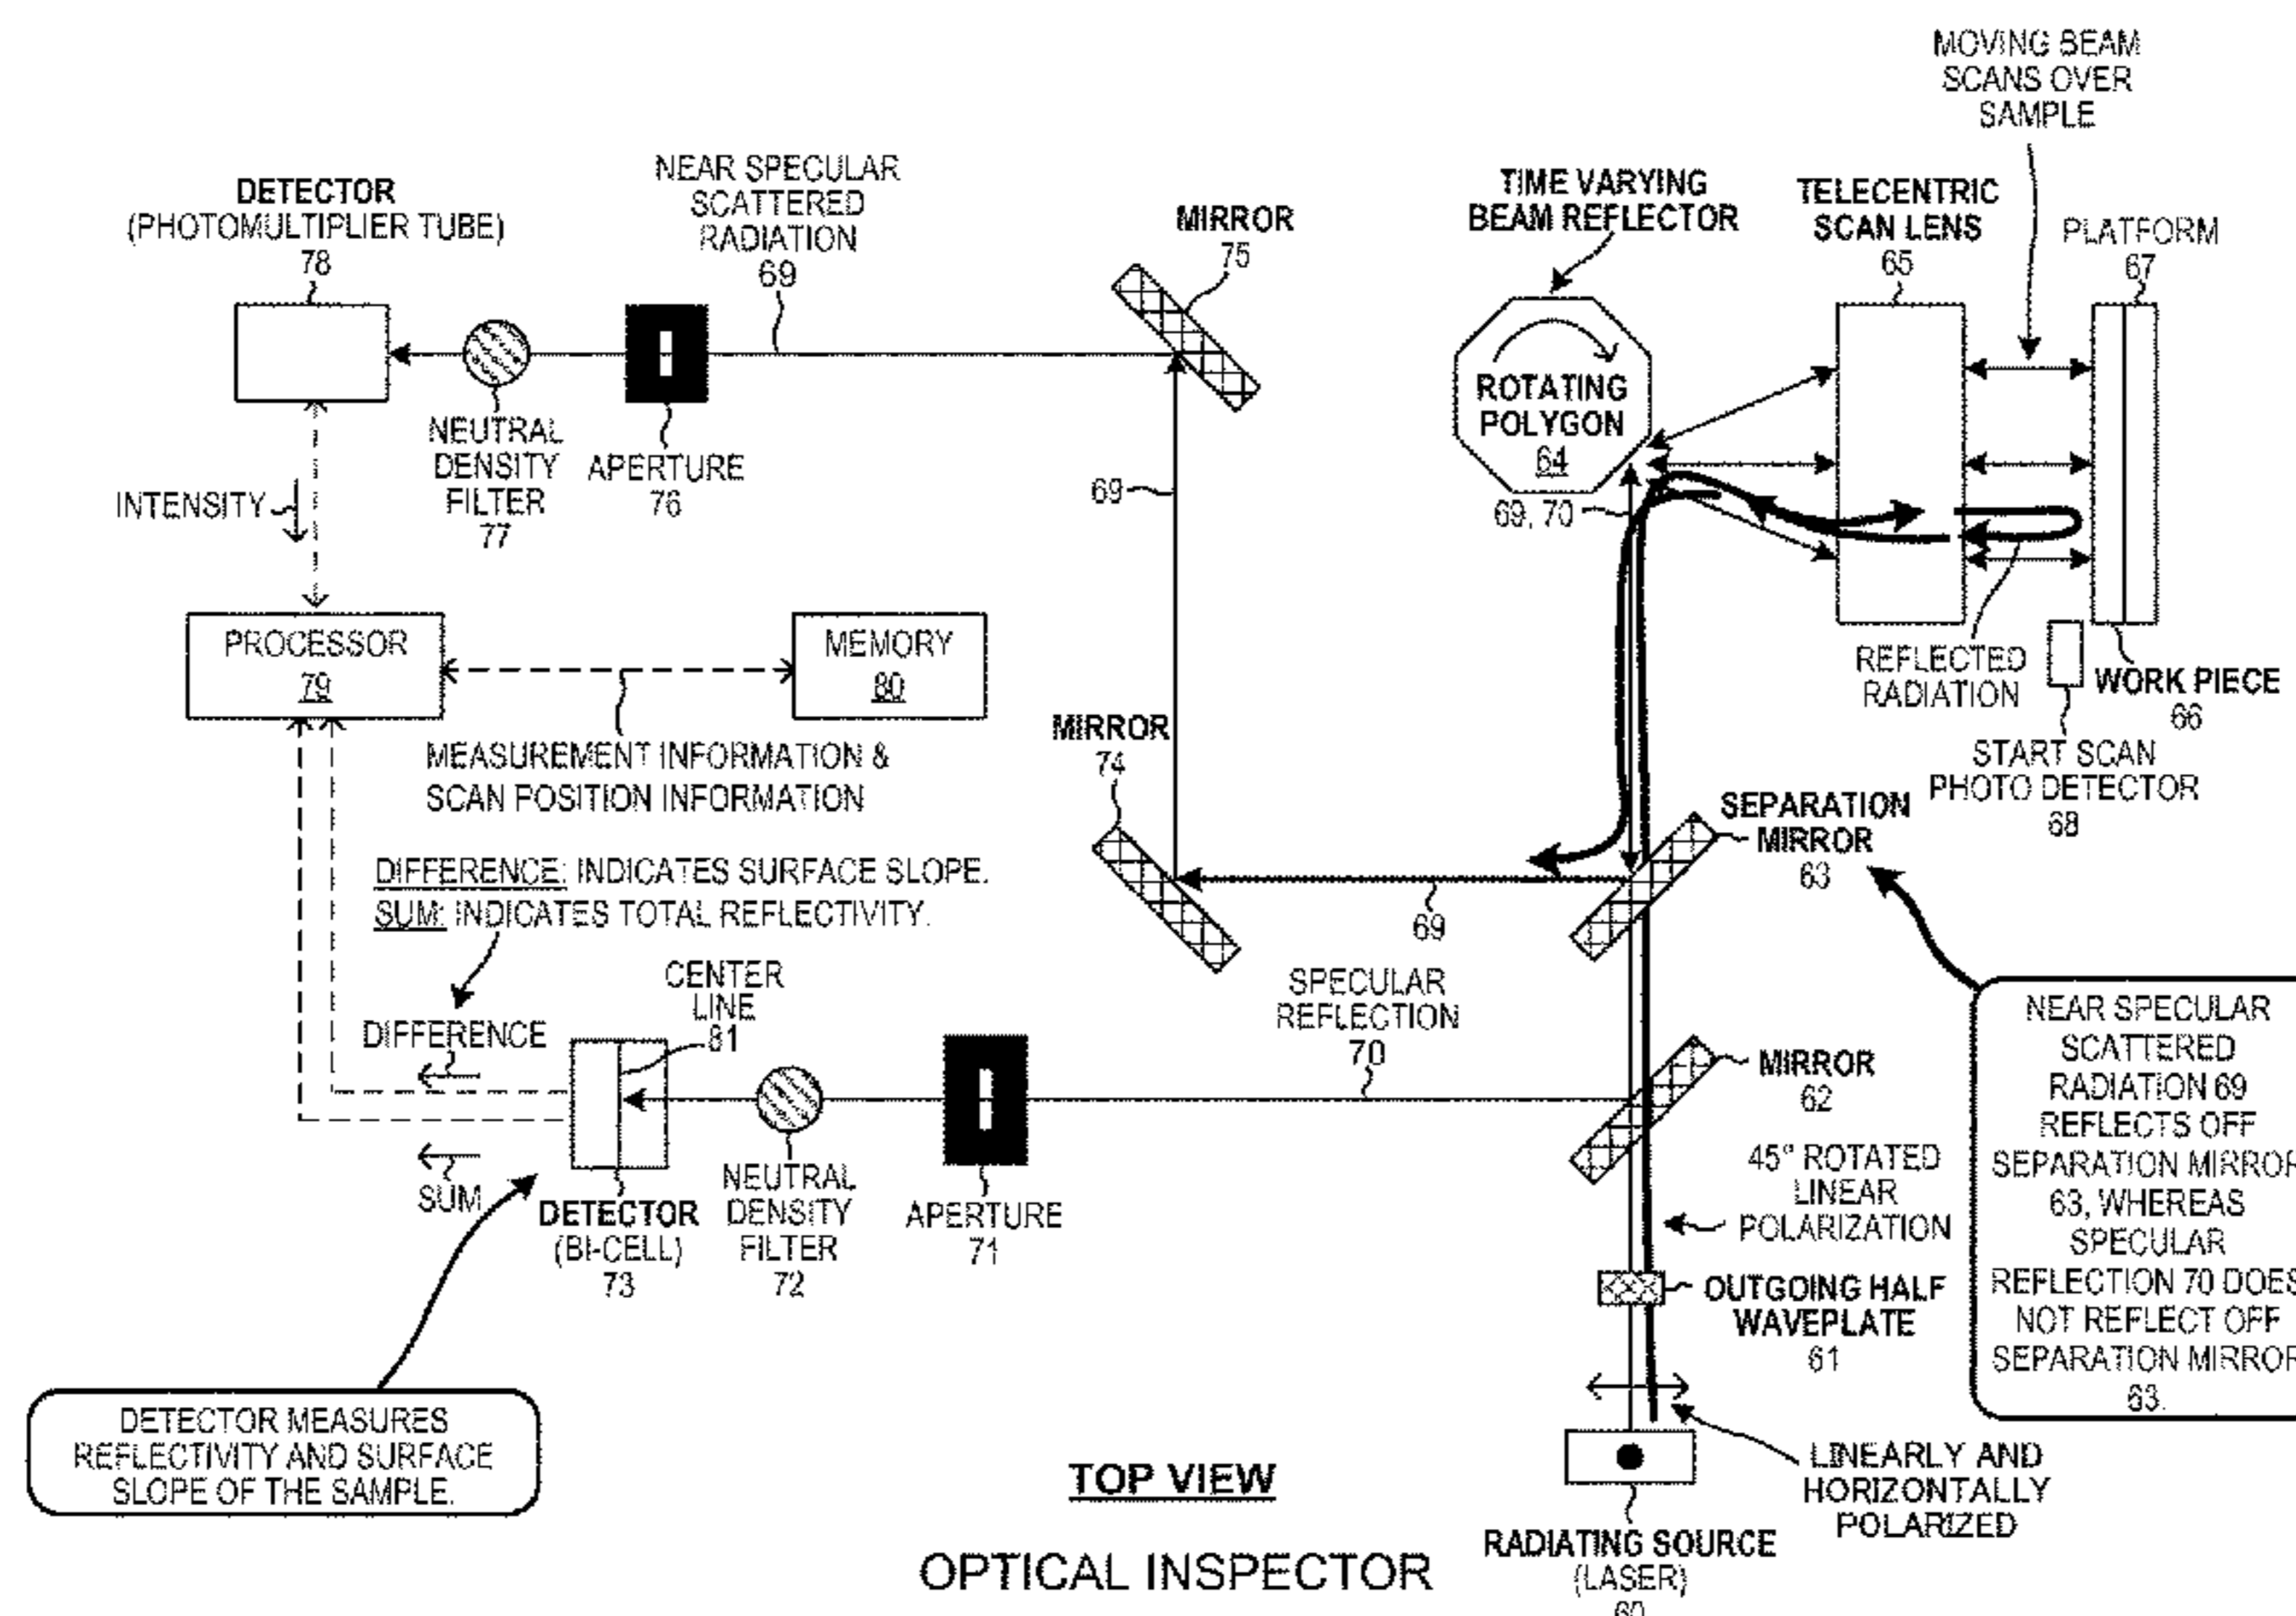 MOVING BEAM
SCANS OVER
SAMPLE
DETECTOR
(PHOTOMULTIPLIER TUBE)
78
NEAR SPECULAR
SCATTERED
RADIATION
69
MIRROR
75
TIME VARYING
BEAM REFLECTOR
TELECENTRIC
SCAN LENS
65
PLATFORM
67
ROTATING
POLYGON
64
NEUTRAL
DENSITY
FILTER
77
APERTURE
76
INTENSITY
69
69, 70
PROCESSOR
79
MEMORY
80
REFLECTED
RADIATION
WORK PIECE
66
MEASUREMENT INFORMATION &
SCAN POSITION INFORMATION
MIRROR
74
START SCAN
PHOTO DETECTOR
68
SEPARATION
MIRROR
63
DIFFERENCE: INDICATES SURFACE SLOPE.
SUM: INDICATES TOTAL REFLECTIVITY.
69
CENTER
LINE
81
SPECULAR
REFLECTION
70
DIFFERENCE
SUM
DETECTOR
(BI-CELL)
73
NEUTRAL
DENSITY
FILTER
72
APERTURE
71
MIRROR
62
45° ROTATED
LINEAR
POLARIZATION
OUTGOING HALF
WAVEPLATE
61
NEAR SPECULAR
SCATTERED
RADIATION 69
REFLECTS OFF
SEPARATION MIRROR
63, WHEREAS
SPECULAR
REFLECTION 70 DOES
NOT REFLECT OFF
SEPARATION MIRROR
63.
DETECTOR MEASURES
REFLECTIVITY AND SURFACE
SLOPE OF THE SAMPLE.
LINEARLY AND
HORIZONTALLY
POLARIZED
TOP VIEW
RADIATING SOURCE
(LASER)
60
OPTICAL INSPECTOR